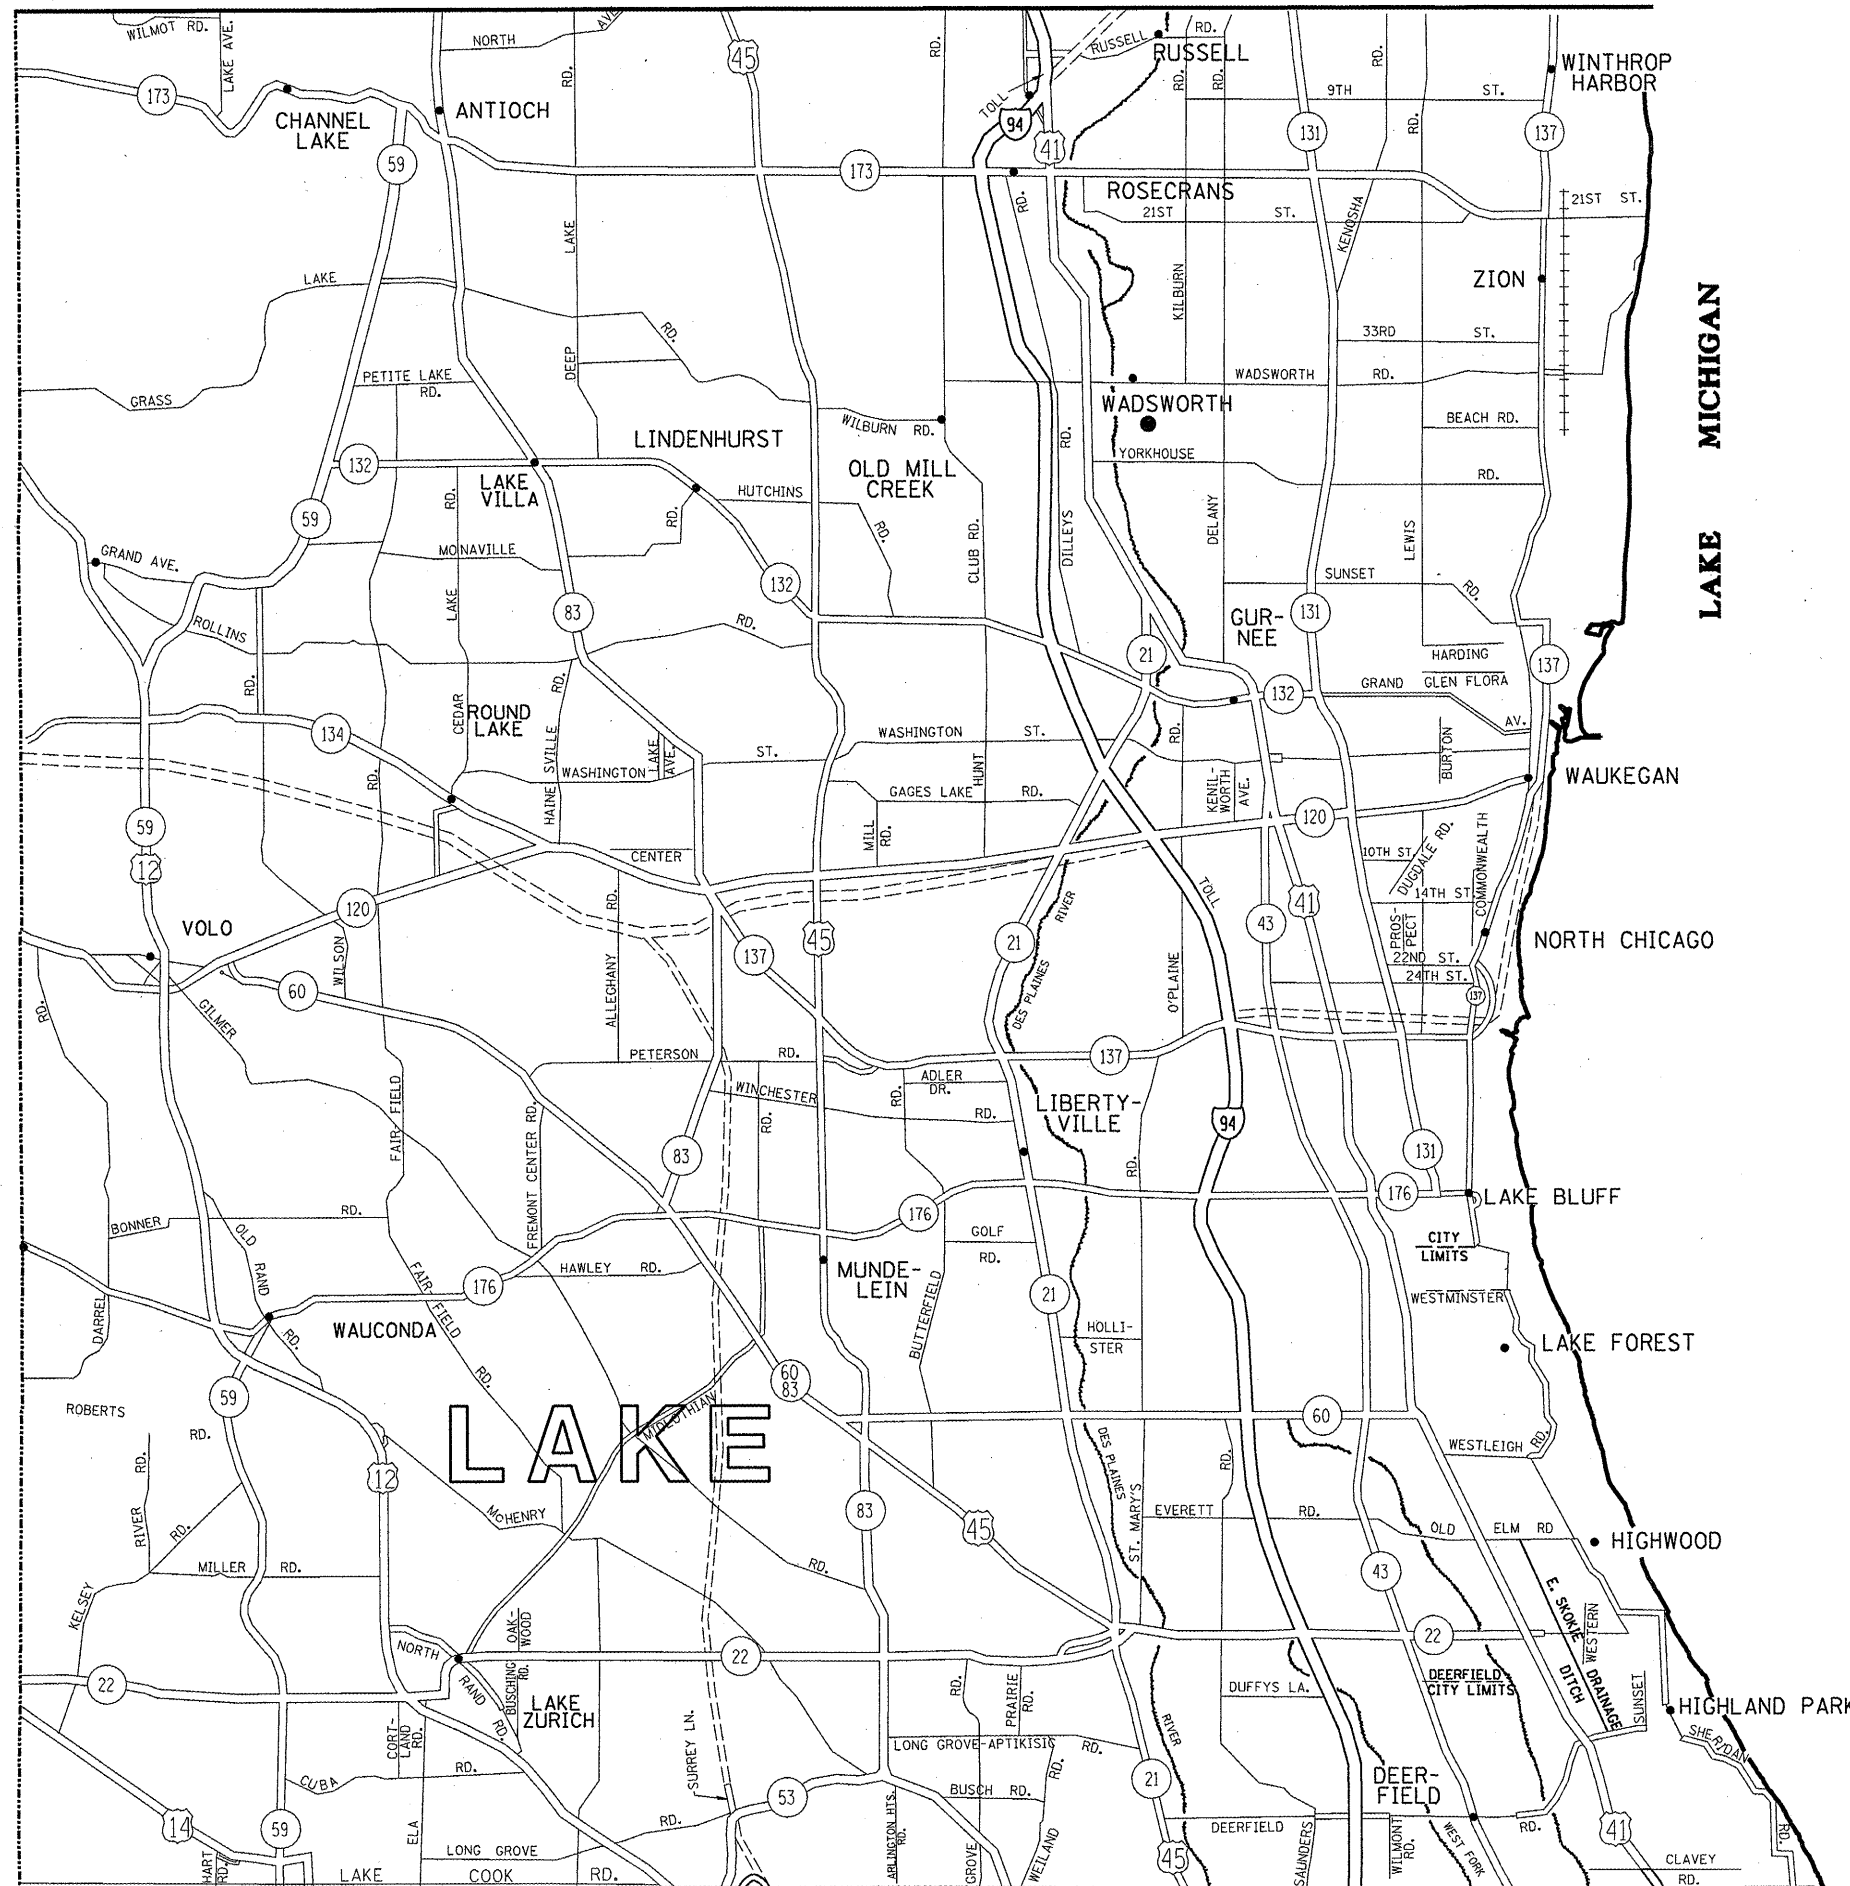 WILMOT RD.
LAKE AVE.
NORTH AVE
45
RD.
RD.
RUSSELL RD.
RUSSELL
RD.
RD.
RD.
WINTHROP
HARBOR
173
CHANNEL
LAKE
ANTIOCH
59
TOLL
94
41
9TH ST.
131
RD.
137
173
RD.
ROSECRANS
21ST ST.
21ST ST.
KENOSHA
LAKE
LAKE
KILBURN
ZION
LAKE MICHIGAN
RD.
33RD ST.
DEEP
PETITE LAKE
RD.
GRASS
WADSWORTH RD.
WADSWORTH
BEACH RD.
WILBURN RD.
LINDENHURST
RD.
YORKHOUSE RD.
132
LAKE
VILLA
OLD MILL
CREEK
HUTCHINS RD.
RD.
RD.
59
GRAND AVE.
MONAVILLE
CLUB RD.
DILLEYS
DELANY
LEWIS
132
SUNSET RD.
83
LAKE
ROLLINS RD.
GUR-
NEE
131
21
HARDING
137
RD.
RD.
GRAND AV.
GLEN FLORA
132
134
CEDAR
ROUND
LAKE
HAINESVILLE
WASHINGTON ST.
WASHINGTON ST.
LAKE
AVE.
RD.
RD.
HUNT
BURTON
GAGES LAKE RD.
KENIL-
WORTH
AVE.
WAUKEGAN
59
12
MILL
RD.
120
CENTER
10TH ST.
DUGDALE RD.
COMMONWEALTH
14TH ST.
120
RD.
TOLL
41
VOLO
45
137
21
RIVER
43
PROS-
PECT
NORTH CHICAGO
22ND ST.
24TH ST.
137
WILSON
60
GILMER
RD.
ALLEGHANY
DES PLAINES
O'PLAINE
PETERSON RD.
137
WINCHESTER RD.
RD.
ADLER
DR.
RD.
FAIRFIELD
FREMONT CENTER RD.
LIBERTY-
VILLE
94
83
RD.
131
176
LAKE BLUFF
176
BONNER RD.
OLD RAND RD.
GOLF
RD.
CITY
LIMITS
HAWLEY RD.
176
MUNDE-
LEIN
FAIRFIELD RD.
21
WESTMINSTER
DARREL
WAUCONDA
BUTTERFIELD
HOLLI-
STER
LAKE FOREST
60
83
59
ROBERTS RD.
LAKE
MIDLOTHIAN
60
DES PLAINES
RD.
WESTLEIGH RD.
12
RIVER RD.
McHENRY RD.
83
45
ST. MARY'S
EVERETT RD.
OLD ELM RD
HIGHWOOD
RD.
MILLER RD.
43
KELSEY
OAK-
WOOD
E. SKOKIE DRAINAGE DITCH
WESTERN
NORTH
22
22
22
RAND RD.
BUSCHING
RD.
LAKE
ZURICH
RD.
PRAIRIE
RD.
DUFFYS LA.
DEERFIELD
CITY LIMITS
SUNSET
HIGHLAND PARK
CORT-
LAND
RD.
SURREY LN.
LONG GROVE-APTIKISIC RD.
RIVER
SHERIDAN
CUBA RD.
53
BUSCH RD.
RD.
21
DEER-
FIELD
14
59
ELA
RD.
ARLINGTON HTS.
RD.
DEERFIELD RD.
41
RD.
LONG GROVE
GROVE
WEILAND
45
SAUNDERS
WILMONT
RD.
WEST FORK
HART
RD.
LAKE COOK RD.
CLAVEY
RD.